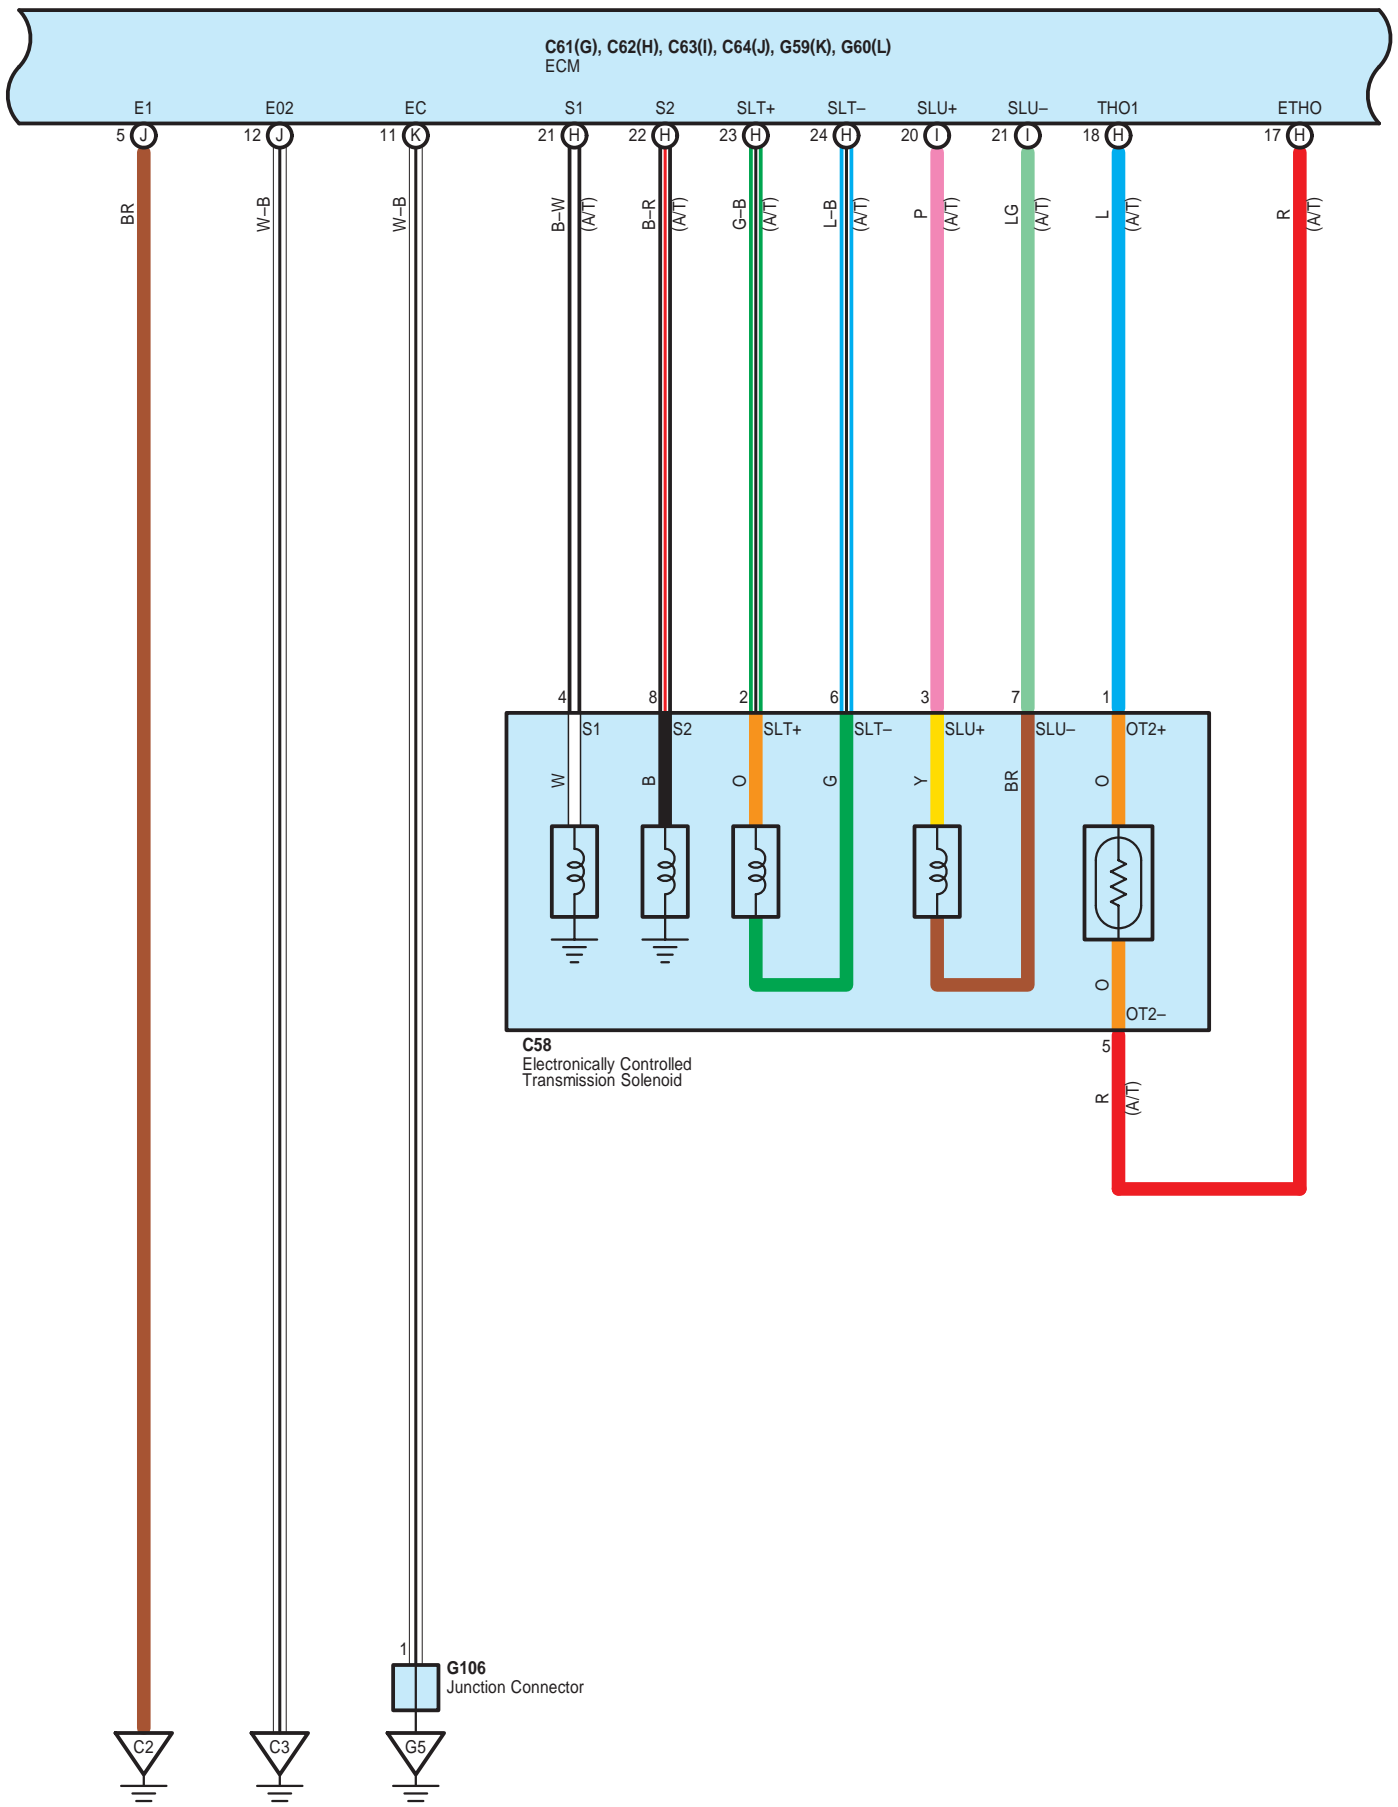 C61(G), C62(H), C63(I), C64(J), G59(K), G60(L)
ECM
E1 E02 EC S1 S2 SLT+ SLT– SLU+ SLU– THO1 ETHO
5 J 12 J 11 K 21 H 22 H 23 H 24 H 20 I 21 I 18 H 17 H
BR W–B W–B B–W (A/T) B–R (A/T) G–B (A/T) L–B (A/T) P (A/T) LG (A/T) L (A/T) R (A/T)
4 8 2 6 3 7 1
S1 S2 SLT+ SLT– SLU+ SLU– OT2+
W B O G Y BR O
O
OT2–
C58
Electronically Controlled
Transmission Solenoid
5
R (A/T)
1
G106
Junction Connector
C2 C3 G5